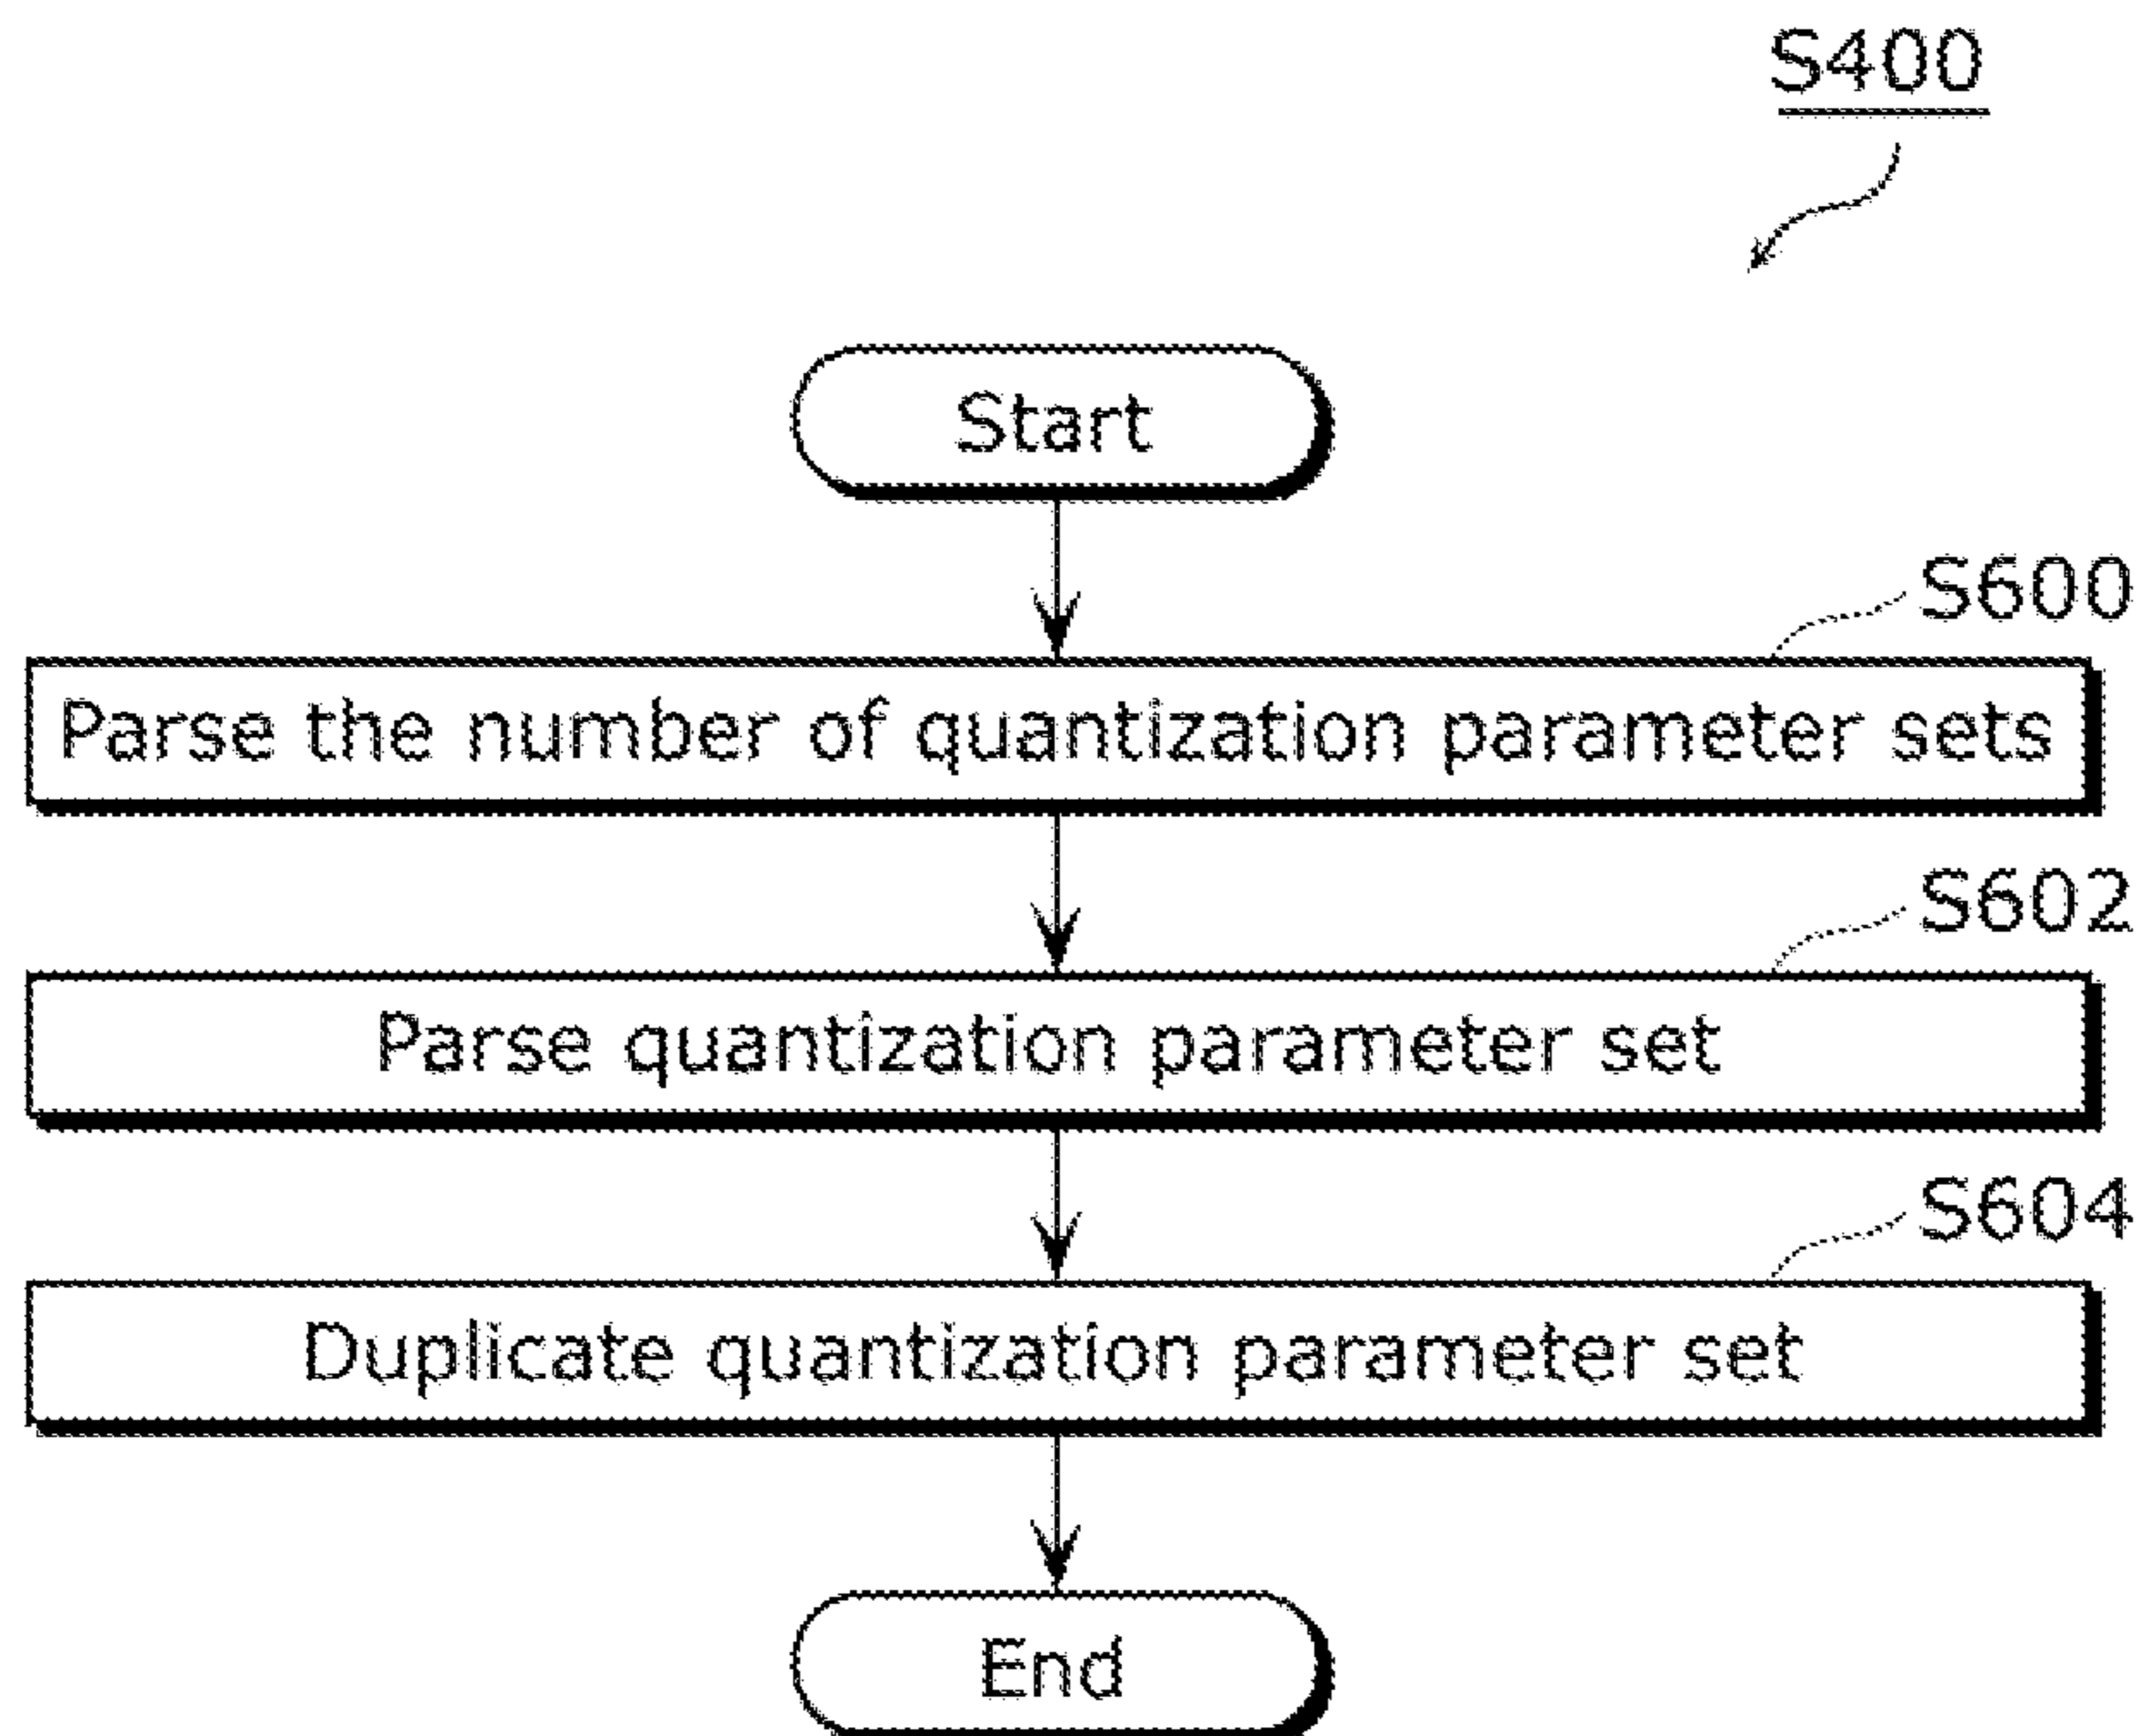 S400
Start
S600
Parse the number of quantization parameter sets
S602
Parse quantization parameter set
S604
Duplicate quantization parameter set
End